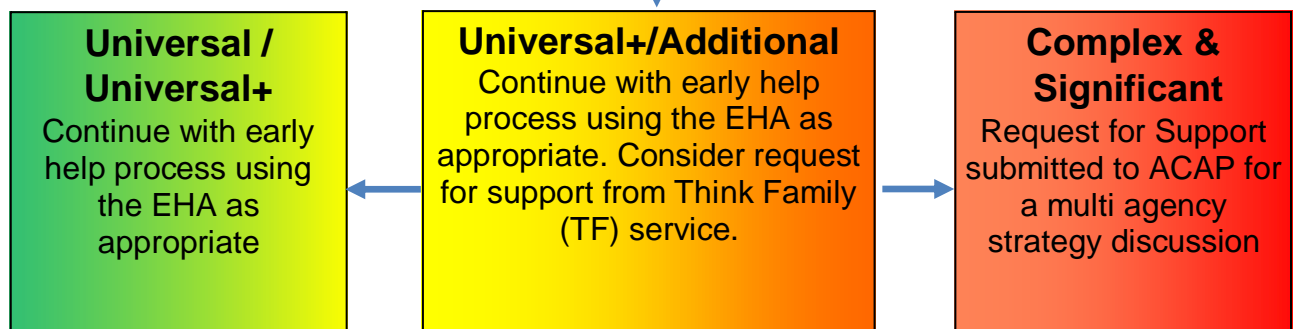 Universal /
Universal+
Continue with early
help process using
the EHA as
appropriate
Universal+/Additional
Continue with early help
process using the EHA as
appropriate. Consider request
for support from Think Family
(TF) service.
Complex &
Significant
Request for Support
submitted to ACAP for
a multi agency
strategy discussion